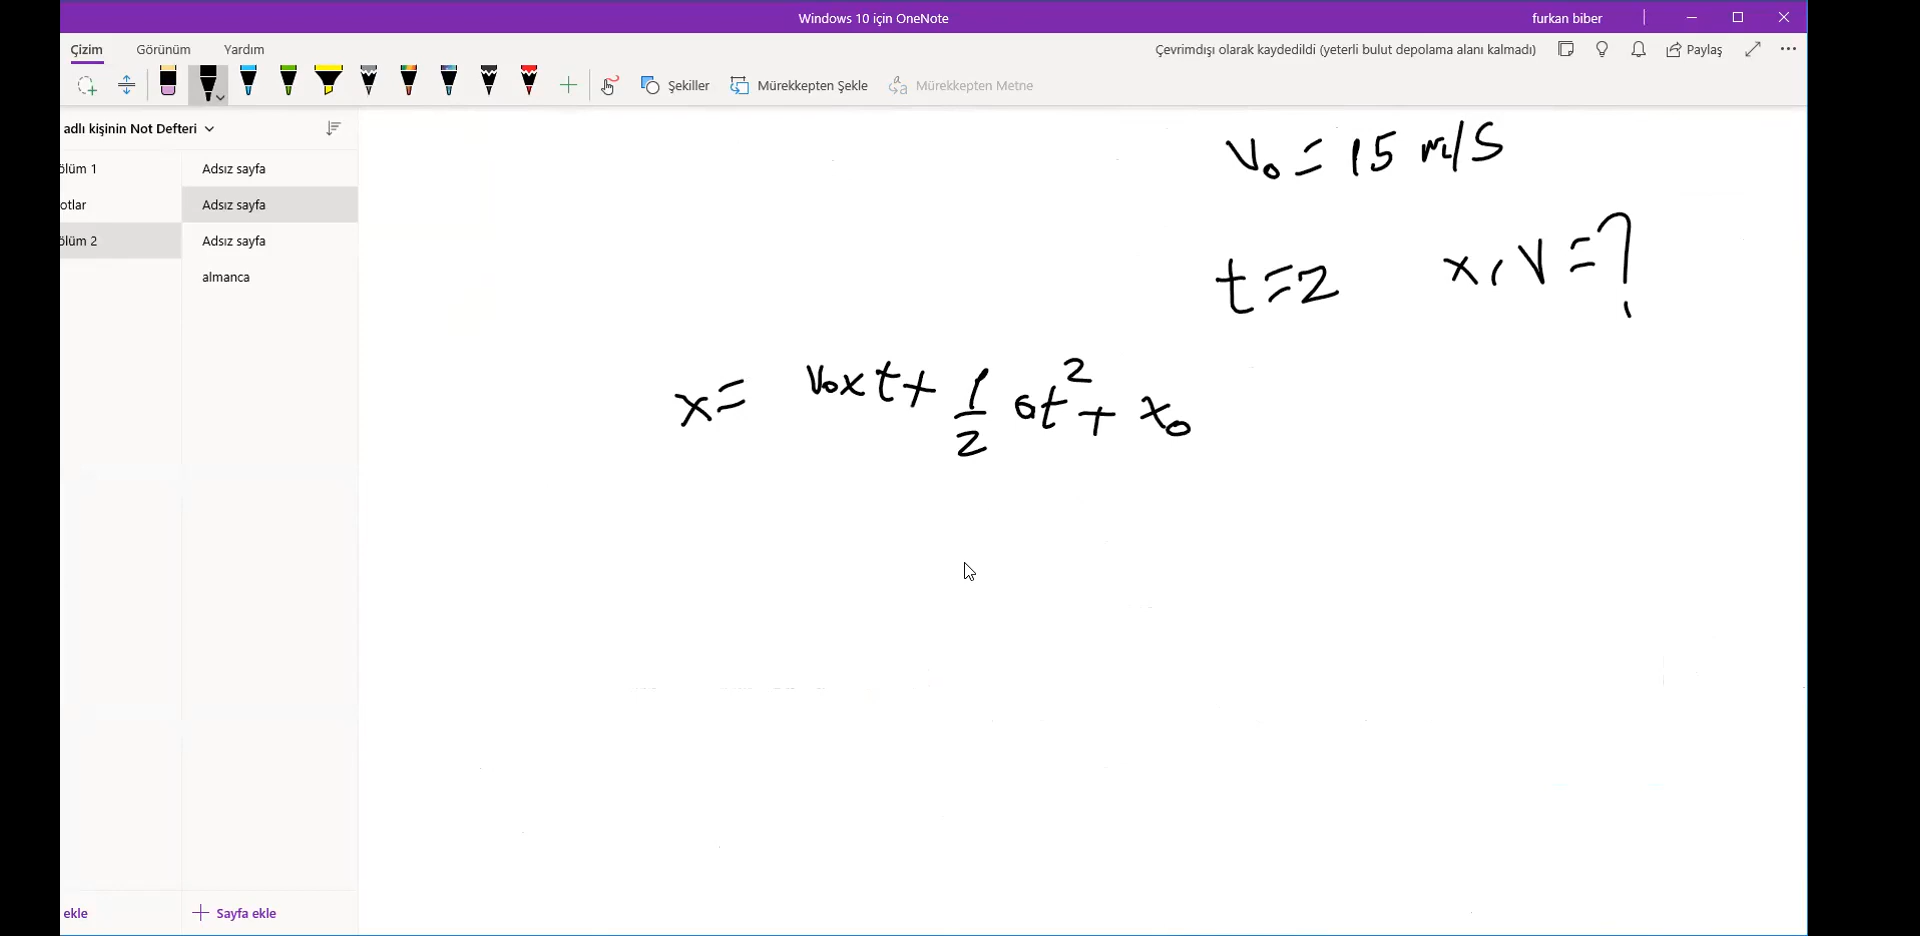 Windows 10 için OneNote
furkan biber
Çizim Görünüm Yardım
Çevrimdışı olarak kaydedildi (yeterli bulut depolama alanı kalmadı)
Paylaş
Şekiller
Mürekkepten Şekle
Mürekkepten Metne
adlı kişinin Not Defteri
ölüm 1
otlar
ölüm 2
Adsız sayfa
Adsız sayfa
Adsız sayfa
almanca
v₀ = 15 m/s
t = 2 x, v = ?
x = v₀xt + 1/2 at² + x₀
ekle
Sayfa ekle